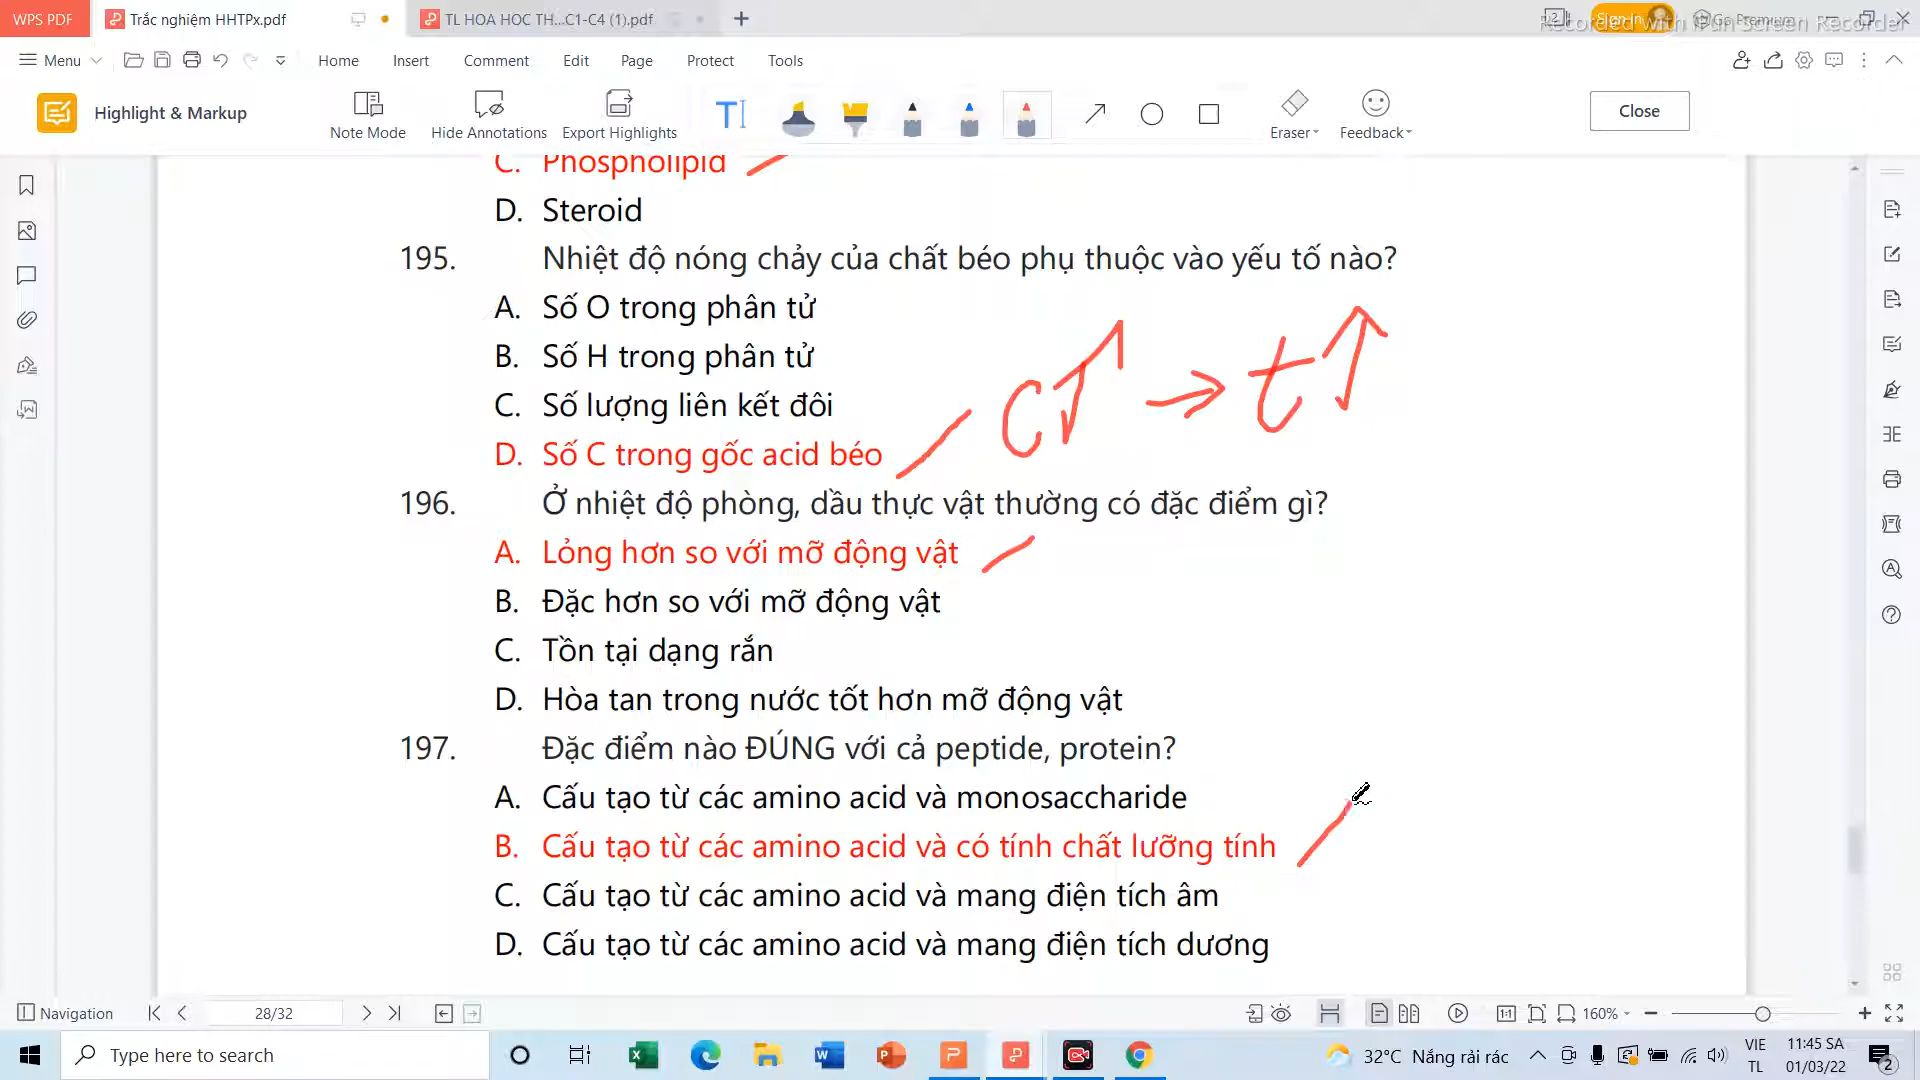 WPS PDF
Trắc nghiệm HHTPx.pdf
TL HOA HOC TH...C1-C4 (1).pdf
Sign in
Go Premium
Menu
Home
Insert
Comment
Edit
Page
Protect
Tools
Highlight & Markup
Note Mode
Hide Annotations
Export Highlights
Eraser
Feedback
Close
C. Phospholipid
D. Steroid
195. Nhiệt độ nóng chảy của chất béo phụ thuộc vào yếu tố nào?
A. Số O trong phân tử
B. Số H trong phân tử
C. Số lượng liên kết đôi
D. Số C trong gốc acid béo
C↑ → t↑
196. Ở nhiệt độ phòng, dầu thực vật thường có đặc điểm gì?
A. Lỏng hơn so với mỡ động vật
B. Đặc hơn so với mỡ động vật
C. Tồn tại dạng rắn
D. Hòa tan trong nước tốt hơn mỡ động vật
197. Đặc điểm nào ĐÚNG với cả peptide, protein?
A. Cấu tạo từ các amino acid và monosaccharide
B. Cấu tạo từ các amino acid và có tính chất lưỡng tính
C. Cấu tạo từ các amino acid và mang điện tích âm
D. Cấu tạo từ các amino acid và mang điện tích dương
Navigation
28/32
160%
Type here to search
32°C Nắng rải rác
VIE
TL
11:45 SA
01/03/22
2